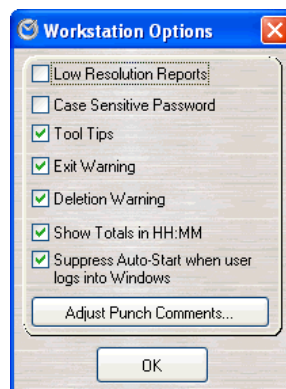 Workstation Options
Low Resolution Reports
Case Sensitive Password
Tool Tips
Exit Warning
Deletion Warning
Show Totals in HH:MM
Suppress Auto-Start when user
logs into Windows
Adjust Punch Comments...
OK